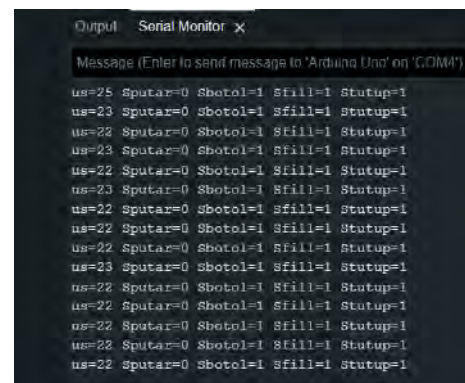 Output Serial Monitor x
Message (Enter to send message to 'Arduino Uno' on 'COM4')
us=25 Sputar=0 Sbotol=1 Sfill=1 Stutup=1
us=23 Sputar=0 Sbotol=1 Sfill=1 Stutup=1
us=22 Sputar=0 Sbotol=1 Sfill=1 Stutup=1
us=23 Sputar=0 Sbotol=1 Sfill=1 Stutup=1
us=22 Sputar=0 Sbotol=1 Sfill=1 Stutup=1
us=23 Sputar=0 Sbotol=1 Sfill=1 Stutup=1
us=22 Sputar=0 Sbotol=1 Sfill=1 Stutup=1
us=22 Sputar=0 Sbotol=1 Sfill=1 Stutup=1
us=22 Sputar=0 Sbotol=1 Sfill=1 Stutup=1
us=23 Sputar=0 Sbotol=1 Sfill=1 Stutup=1
us=22 Sputar=0 Sbotol=1 Sfill=1 Stutup=1
us=22 Sputar=0 Sbotol=1 Sfill=1 Stutup=1
us=22 Sputar=0 Sbotol=1 Sfill=1 Stutup=1
us=22 Sputar=0 Sbotol=1 Sfill=1 Stutup=1
us=22 Sputar=0 Sbotol=1 Sfill=1 Stutup=1